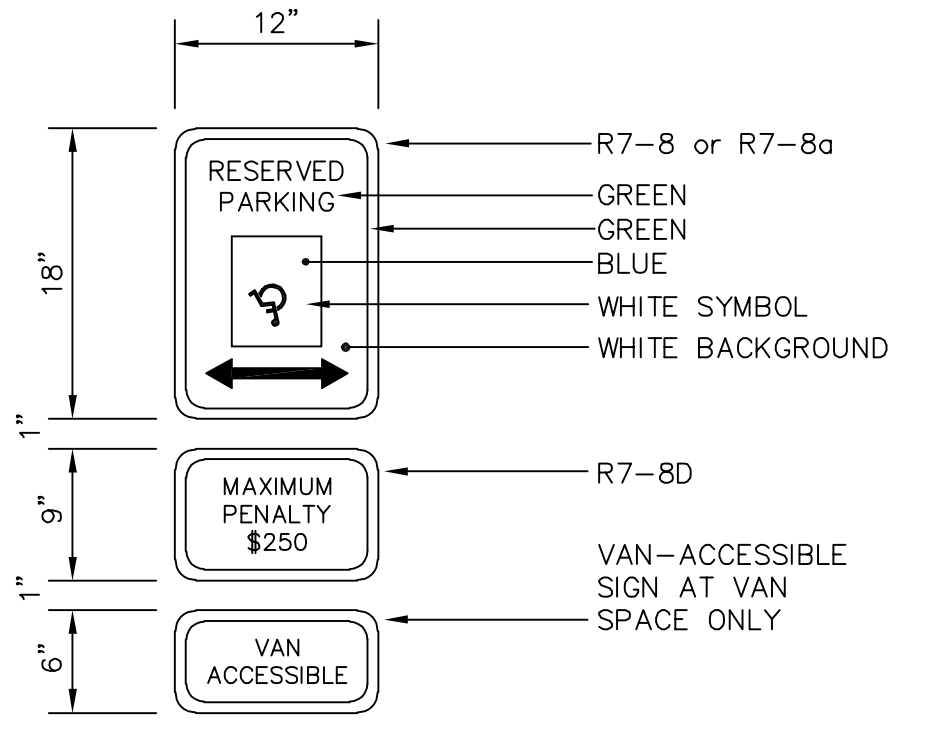 12”
R7-8 or R7-8a
RESERVED
PARKING
GREEN
GREEN
BLUE
WHITE SYMBOL
WHITE BACKGROUND
18”
1”
R7-8D
MAXIMUM
PENALTY
$250
9”
1”
VAN-ACCESSIBLE
SIGN AT VAN
SPACE ONLY
VAN
ACCESSIBLE
6”